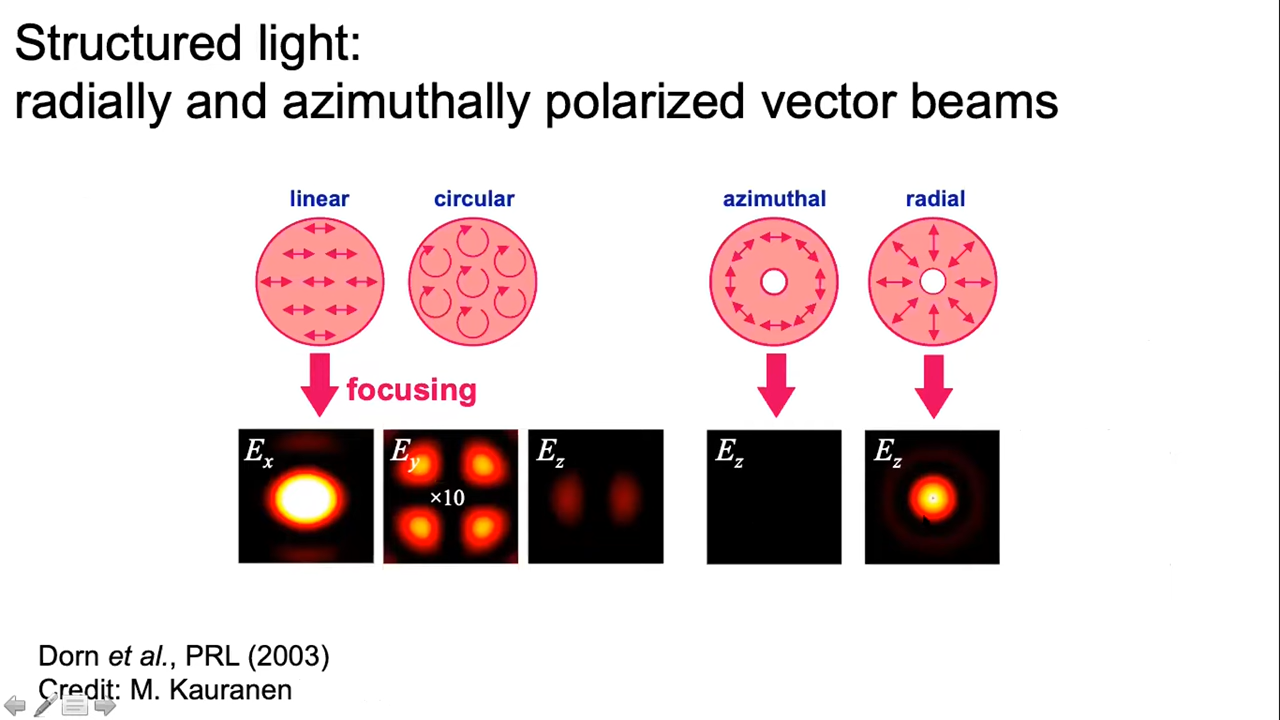 Structured light:
radially and azimuthally polarized vector beams
linear
circular
azimuthal
radial
focusing
Ex
Ey
×10
Ez
Ez
Ez
Dorn et al., PRL (2003)
Credit: M. Kauranen